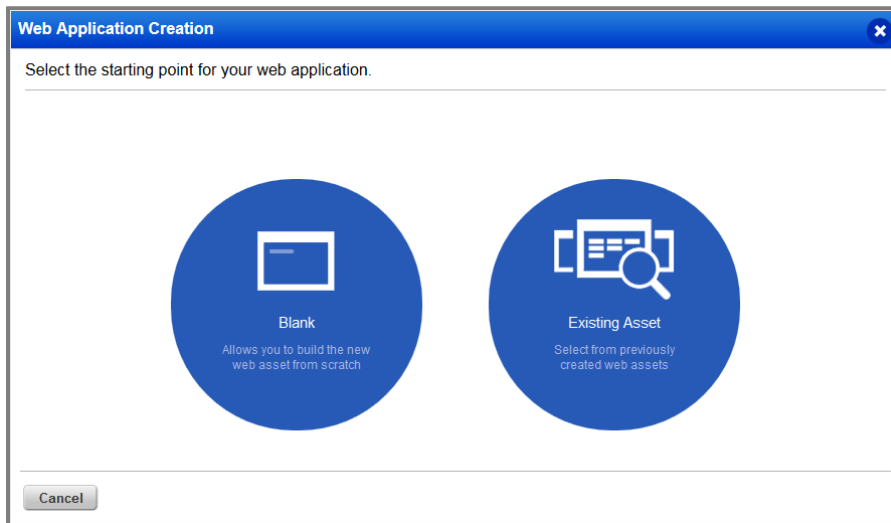 Web Application Creation
Select the starting point for your web application.
Blank
Allows you to build the new
web asset from scratch
Existing Asset
Select from previously
created web assets
Cancel